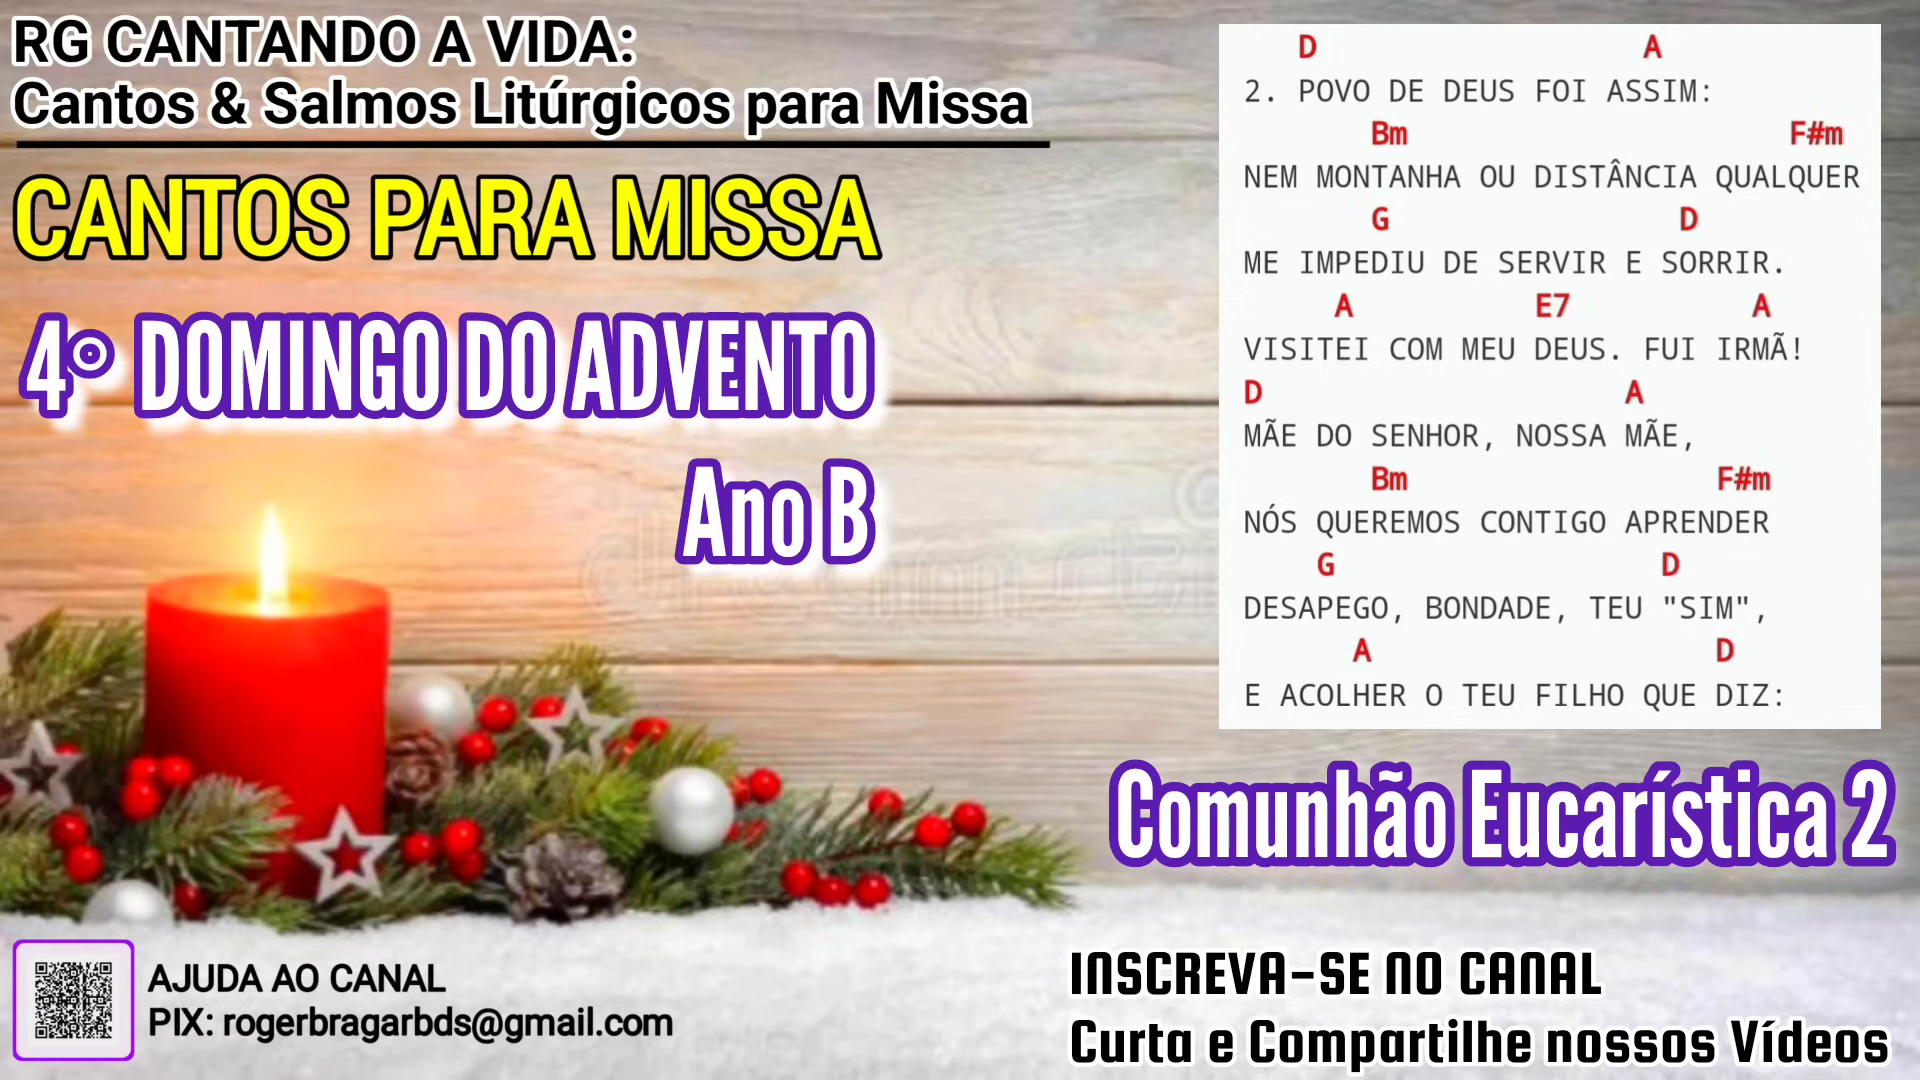 RG CANTANDO A VIDA:
Cantos & Salmos Litúrgicos para Missa
CANTOS PARA MISSA
4º DOMINGO DO ADVENTO
Ano B
D A
2. POVO DE DEUS FOI ASSIM:
Bm F#m
NEM MONTANHA OU DISTÂNCIA QUALQUER
G D
ME IMPEDIU DE SERVIR E SORRIR.
A E7 A
VISITEI COM MEU DEUS. FUI IRMÃ!
D A
MÃE DO SENHOR, NOSSA MÃE,
Bm F#m
NÓS QUEREMOS CONTIGO APRENDER
G D
DESAPEGO, BONDADE, TEU "SIM",
A D
E ACOLHER O TEU FILHO QUE DIZ:
Comunhão Eucarística 2
AJUDA AO CANAL
PIX: rogerbragarbds@gmail.com
INSCREVA-SE NO CANAL
Curta e Compartilhe nossos Vídeos